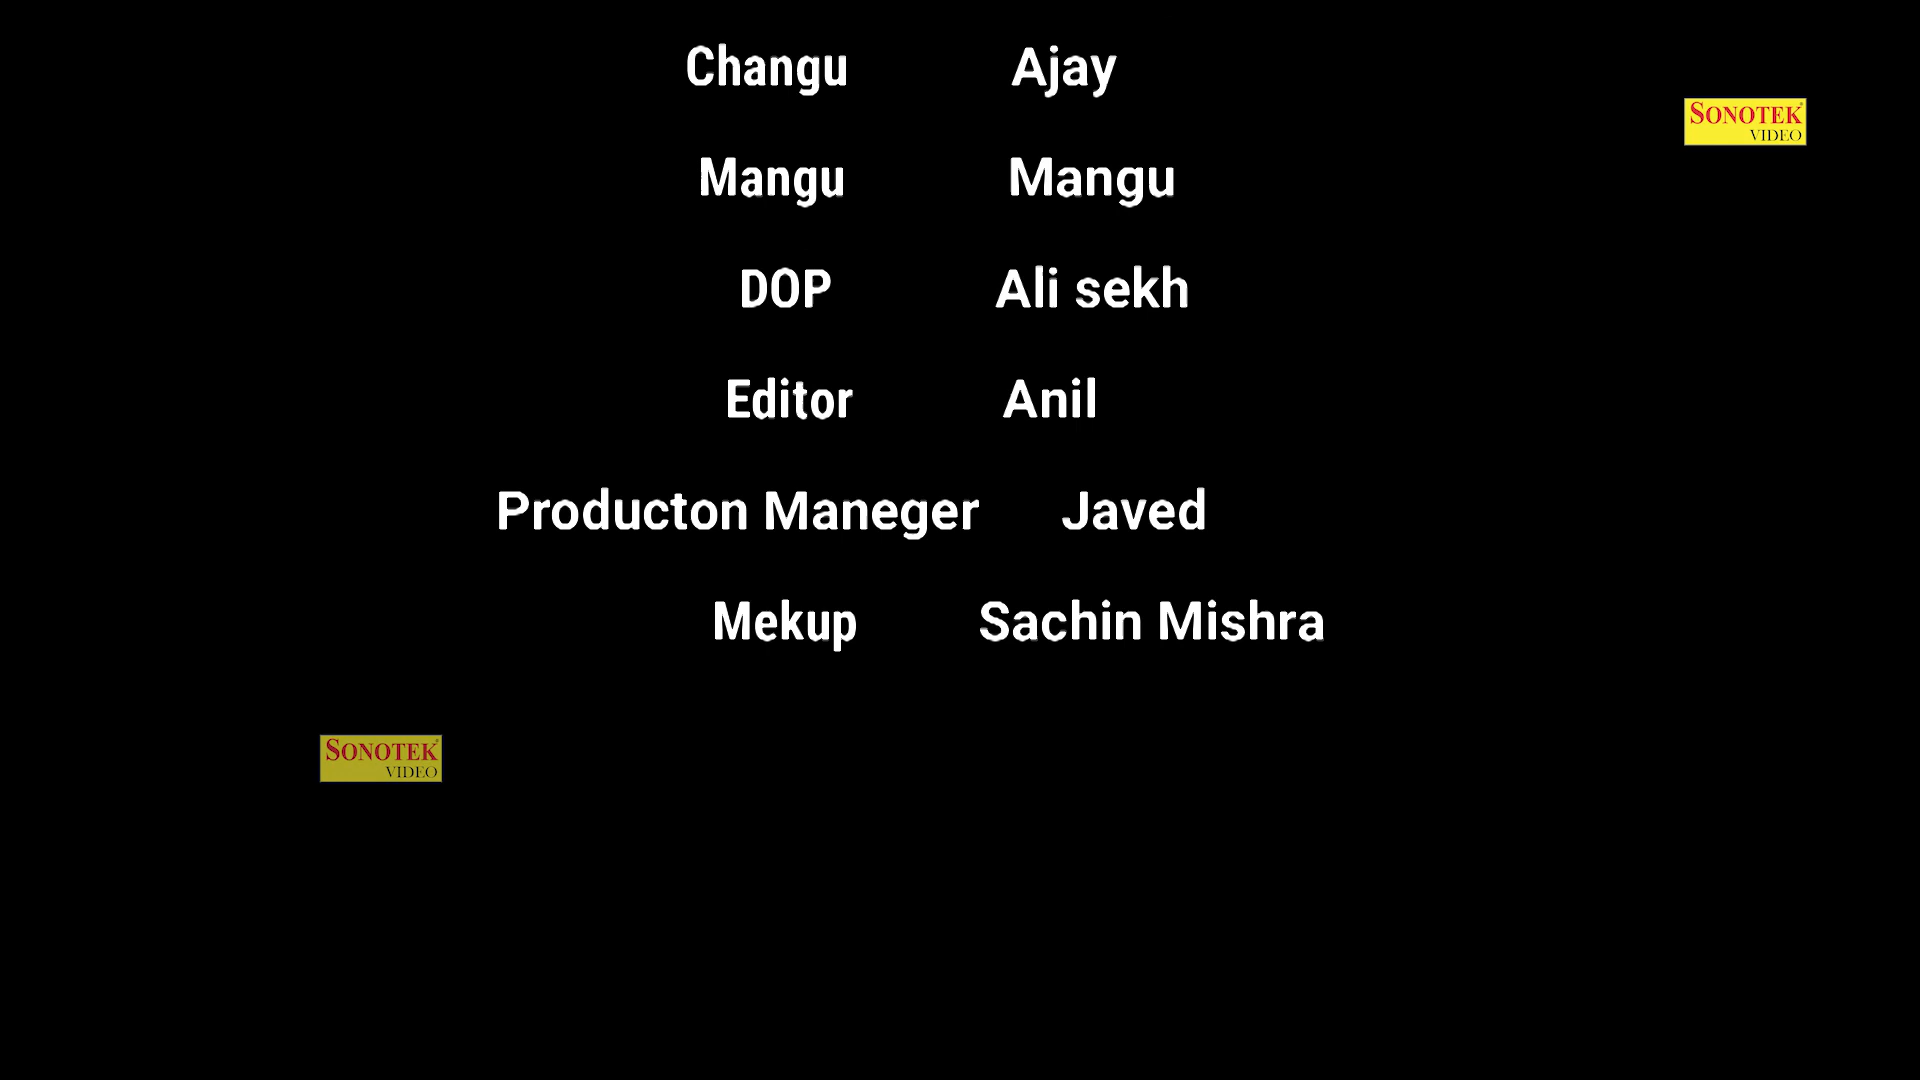 Changu Ajay
SONOTEK
VIDEO
Mangu Mangu
DOP Ali sekh
Editor Anil
Producton Maneger Javed
Mekup Sachin Mishra
SONOTEK
VIDEO